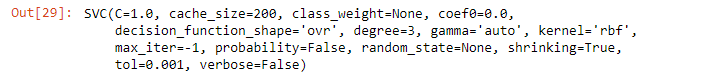 Out[29]: SVC(C=1.0, cache_size=200, class_weight=None, coef0=0.0,
decision_function_shape='ovr', degree=3, gamma='auto', kernel='rbf',
max_iter=-1, probability=False, random_state=None, shrinking=True,
tol=0.001, verbose=False)